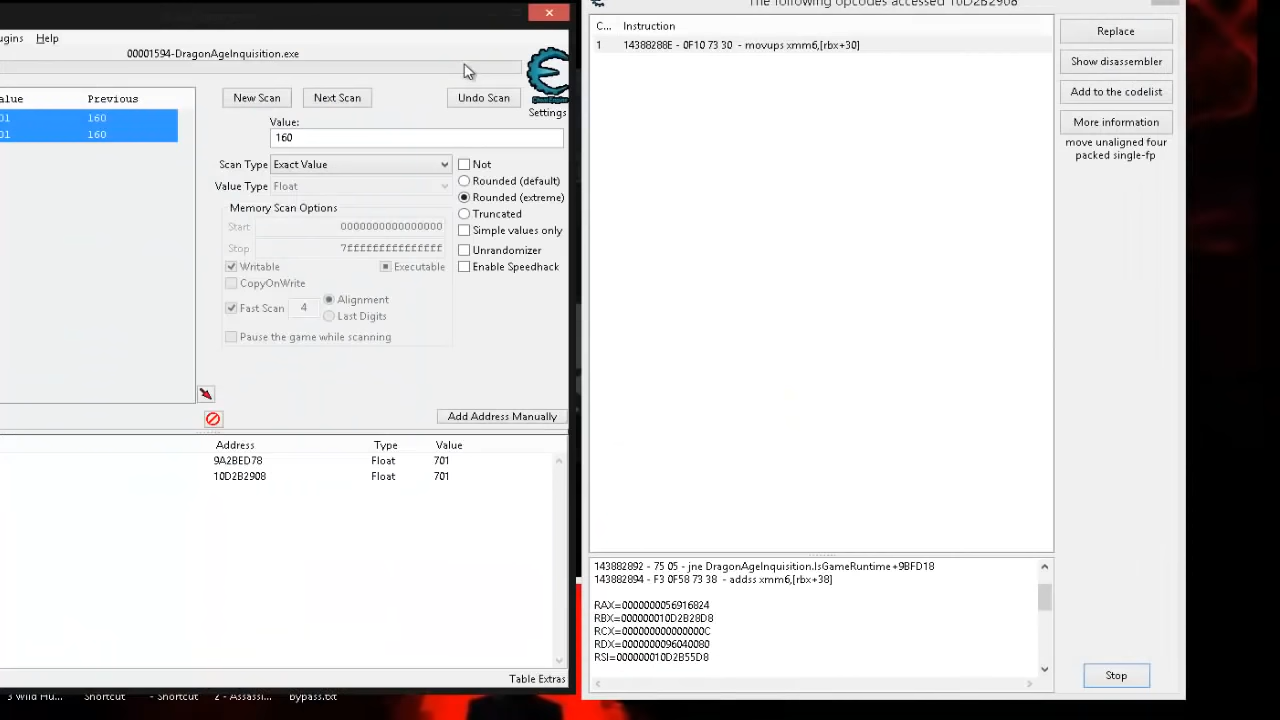 The following opcodes accessed 10D2B2908
ugins Help
00001594-DragonAgeInquisition.exe
alue Previous
01 160
01 160
New Scan Next Scan Undo Scan
Settings
Value:
160
Scan Type Exact Value
Value Type Float
Not
Rounded (default)
Rounded (extreme)
Truncated
Simple values only
Unrandomizer
Enable Speedhack
Memory Scan Options
Start 0000000000000000
Stop 7fffffffffffffff
Writable Executable
CopyOnWrite
Fast Scan 4 Alignment
Last Digits
Pause the game while scanning
Add Address Manually
Address Type Value
9A2BED78 Float 701
10D2B2908 Float 701
Table Extras
3 Wild Hu... Shortcut - Shortcut 2 - Assassi... Bypass.txt
C... Instruction
1 14388288E - 0F10 73 30 - movups xmm6,[rbx+30]
Replace
Show disassembler
Add to the codelist
More information
move unaligned four
packed single-fp
143882892 - 75 05 - jne DragonAgeInquisition.IsGameRuntime+9BFD18
143882894 - F3 0F58 73 38 - addss xmm6,[rbx+38]
RAX=0000000056916824
RBX=000000010D2B28D8
RCX=000000000000000C
RDX=0000000096040080
RSI=000000010D2B55D8
Stop